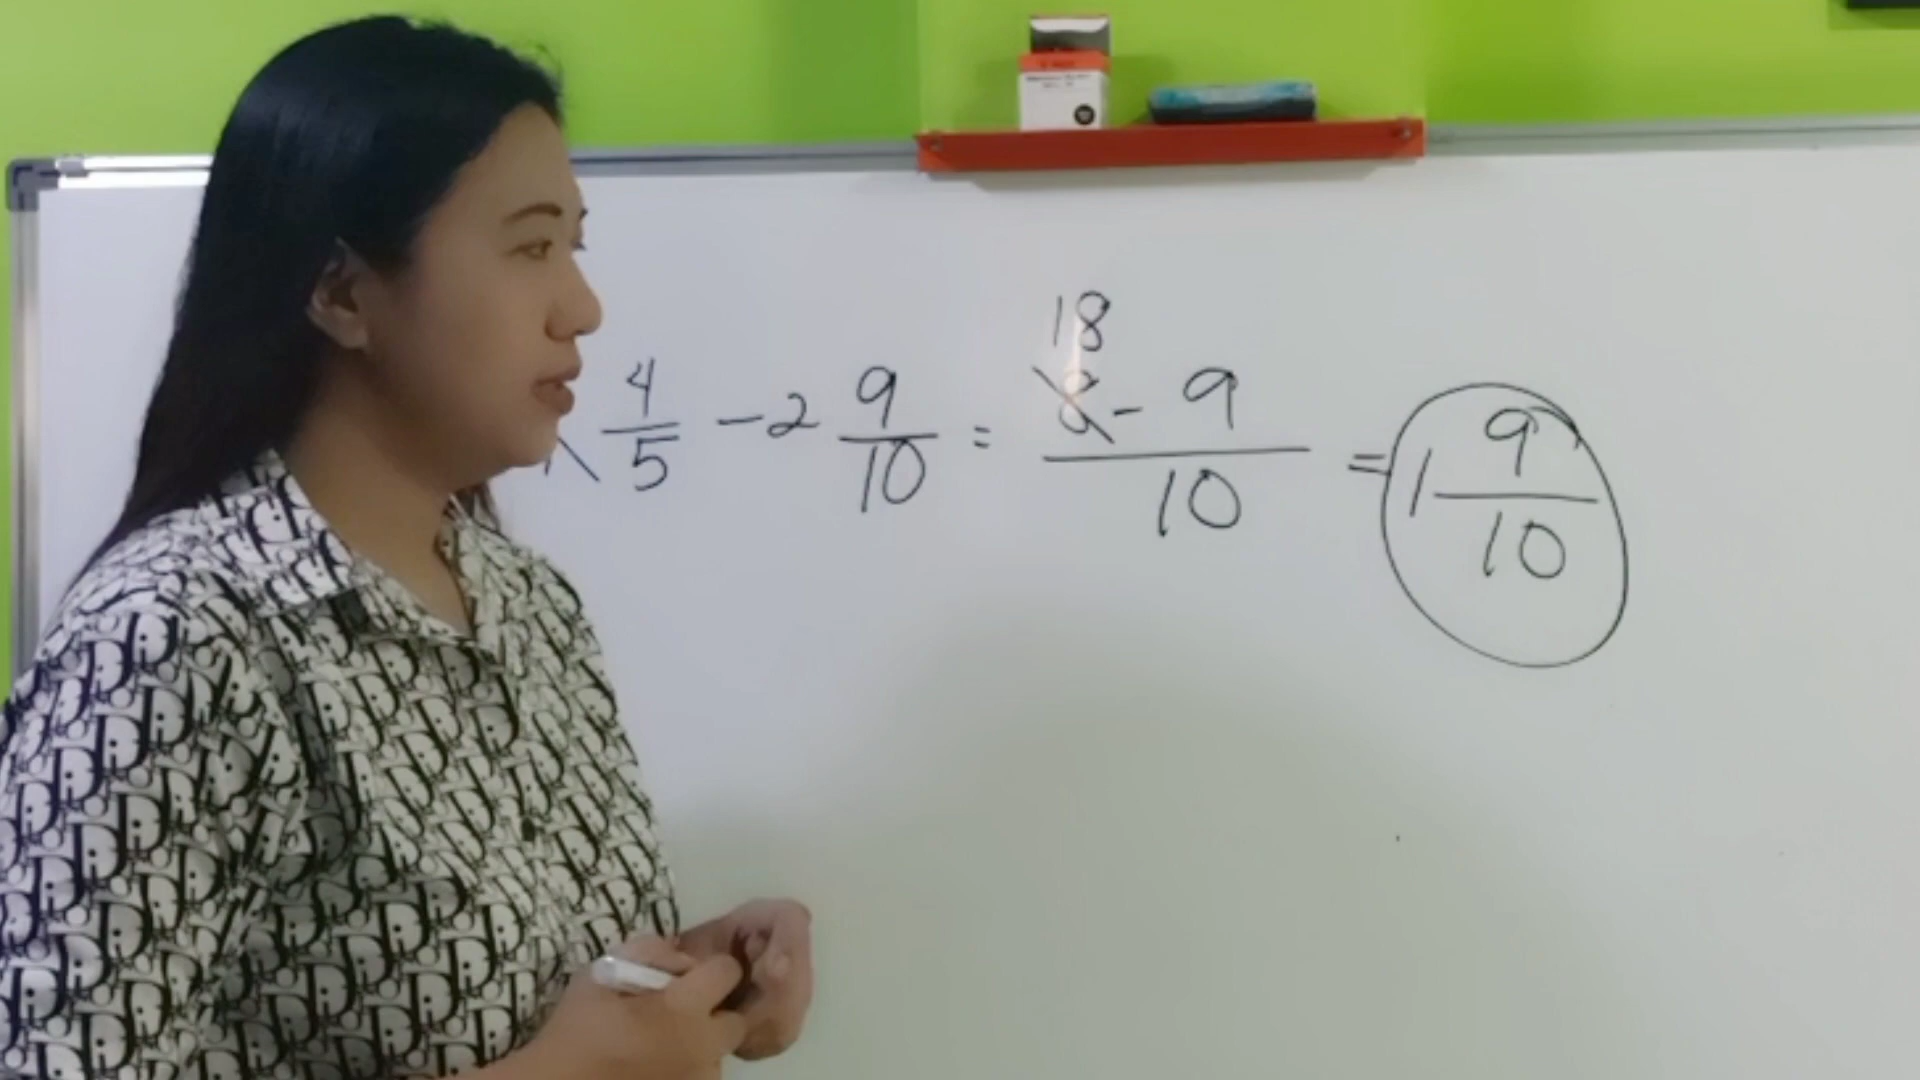 4/5 - 2 9/10 = 18 8 - 9 / 10 = 1 9/10